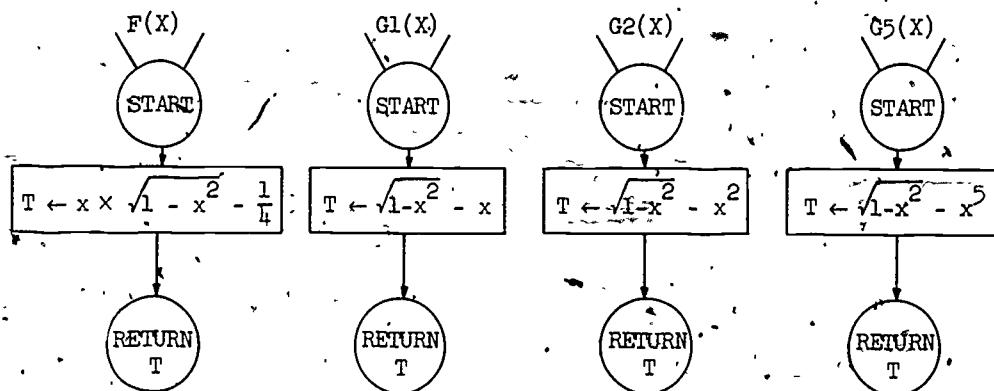 F(X) G1(X) G2(X) G5(X)
START START START START
T ← x × √1 - x² - 1/4 T ← √1-x² - x T ← √1-x² - x² T ← √1-x² - x⁵
RETURN RETURN RETURN RETURN
T T T T